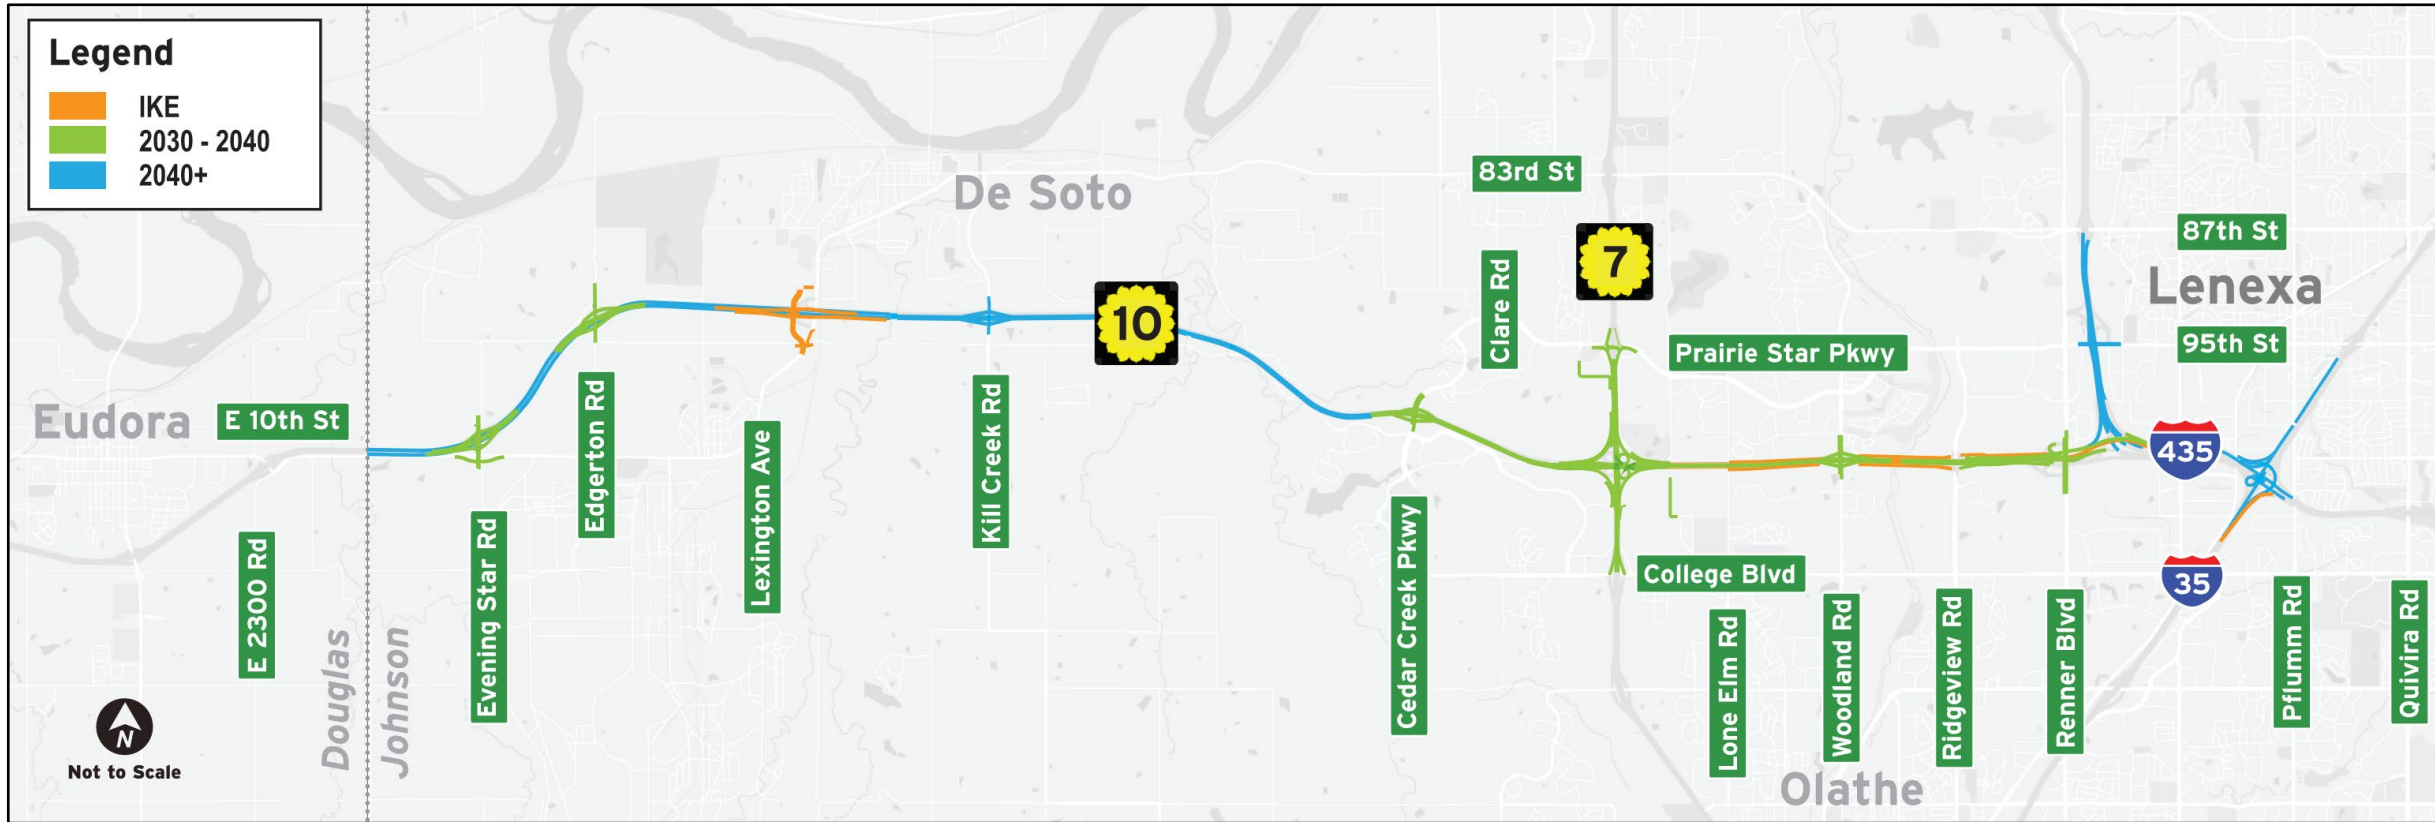 Legend
IKE
2030 - 2040
2040+
De Soto
83rd St
87th St
7
Lenexa
Clare Rd
10
Prairie Star Pkwy
95th St
Eudora
E 10th St
Edgerton Rd
Lexington Ave
Kill Creek Rd
435
E 2300 Rd
Evening Star Rd
Cedar Creek Pkwy
College Blvd
35
Douglas
Johnson
Lone Elm Rd
Woodland Rd
Ridgeview Rd
Renner Blvd
Pflumm Rd
Quivira Rd
N
Not to Scale
Olathe